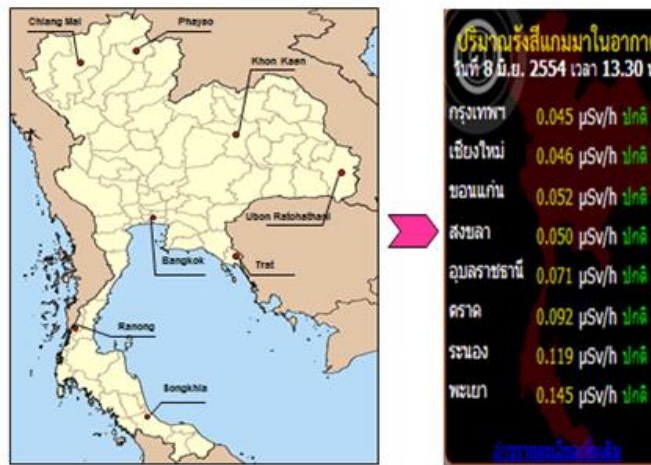 Chiang Mai
Phayao
Khon Kaen
Ubon Ratohathani
Bangkok
Trat
Ranong
Songkhla
ปริมาณรังสีแกมมาในอากาศ
วันที่ 8 มิ.ย. 2554 เวลา 13.30 น
กรุงเทพฯ 0.045 µSv/h ปกติ
เชียงใหม่ 0.046 µSv/h ปกติ
ขอนแก่น 0.052 µSv/h ปกติ
สงขลา 0.050 µSv/h ปกติ
อุบลราชธานี 0.071 µSv/h ปกติ
ตราด 0.092 µSv/h ปกติ
ระนอง 0.119 µSv/h ปกติ
พะเยา 0.145 µSv/h ปกติ